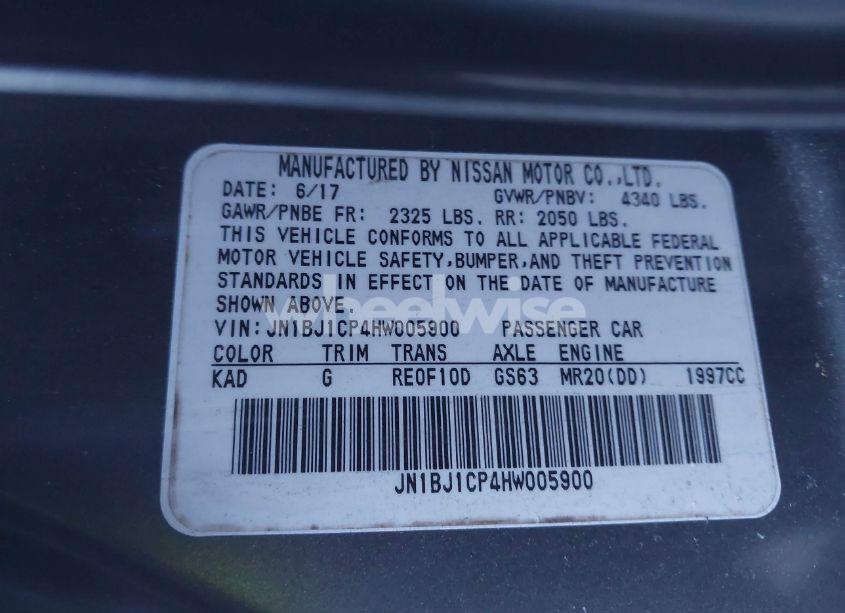 MANUFACTURED BY NISSAN MOTOR CO.,LTD.
DATE: 6/17 GVWR/PNBV: 4340 LBS.
GAWR/PNBE FR: 2325 LBS. RR: 2050 LBS.
THIS VEHICLE CONFORMS TO ALL APPLICABLE FEDERAL
MOTOR VEHICLE SAFETY,BUMPER,AND THEFT PREVENTION
STANDARDS IN EFFECT ON THE DATE OF MANUFACTURE
SHOWN ABOVE.
wheelwise
VIN:JN1BJ1CP4HW005900 PASSENGER CAR
COLOR TRIM TRANS AXLE ENGINE
KAD G RE0F10D GS63 MR20(DD) 1997CC
JN1BJ1CP4HW005900